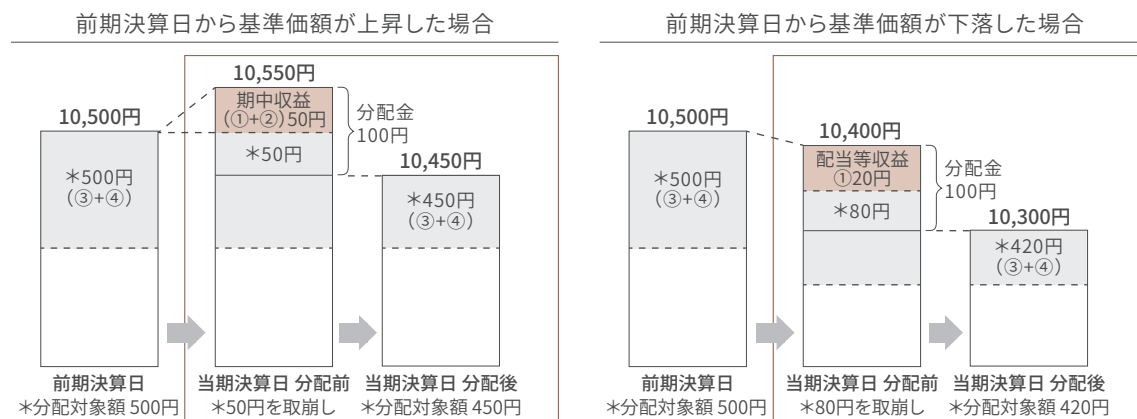 前期決算日から基準価額が上昇した場合
10,550円
期中収益
(①+②)50円
分配金
100円
10,500円
＊50円
10,450円
＊500円
(③+④)
＊450円
(③+④)
前期決算日
当期決算日 分配前
当期決算日 分配後
＊分配対象額 500円
＊50円を取崩し
＊分配対象額 450円
前期決算日から基準価額が下落した場合
10,500円
10,400円
配当等収益
①20円
分配金
100円
＊500円
(③+④)
＊80円
10,300円
＊420円
(③+④)
前期決算日
当期決算日 分配前
当期決算日 分配後
＊分配対象額 500円
＊80円を取崩し
＊分配対象額 420円